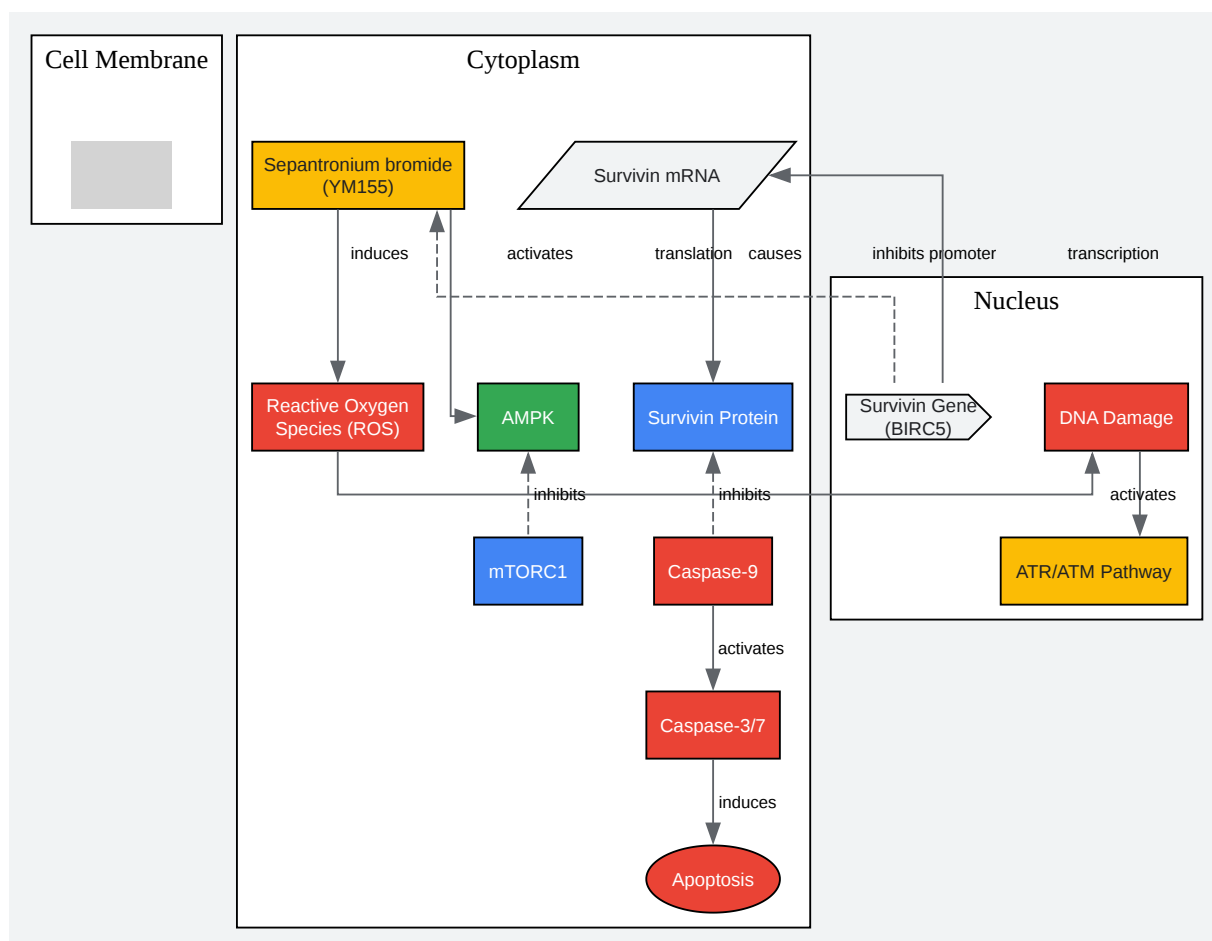 Cell Membrane
Cytoplasm
Sepantronium bromide
(YM155)
Survivin mRNA
induces
activates
translation
causes
inhibits promoter
transcription
Nucleus
Reactive Oxygen
Species (ROS)
AMPK
Survivin Protein
Survivin Gene
(BIRC5)
DNA Damage
inhibits
inhibits
activates
mTORC1
Caspase-9
ATR/ATM Pathway
activates
Caspase-3/7
induces
Apoptosis